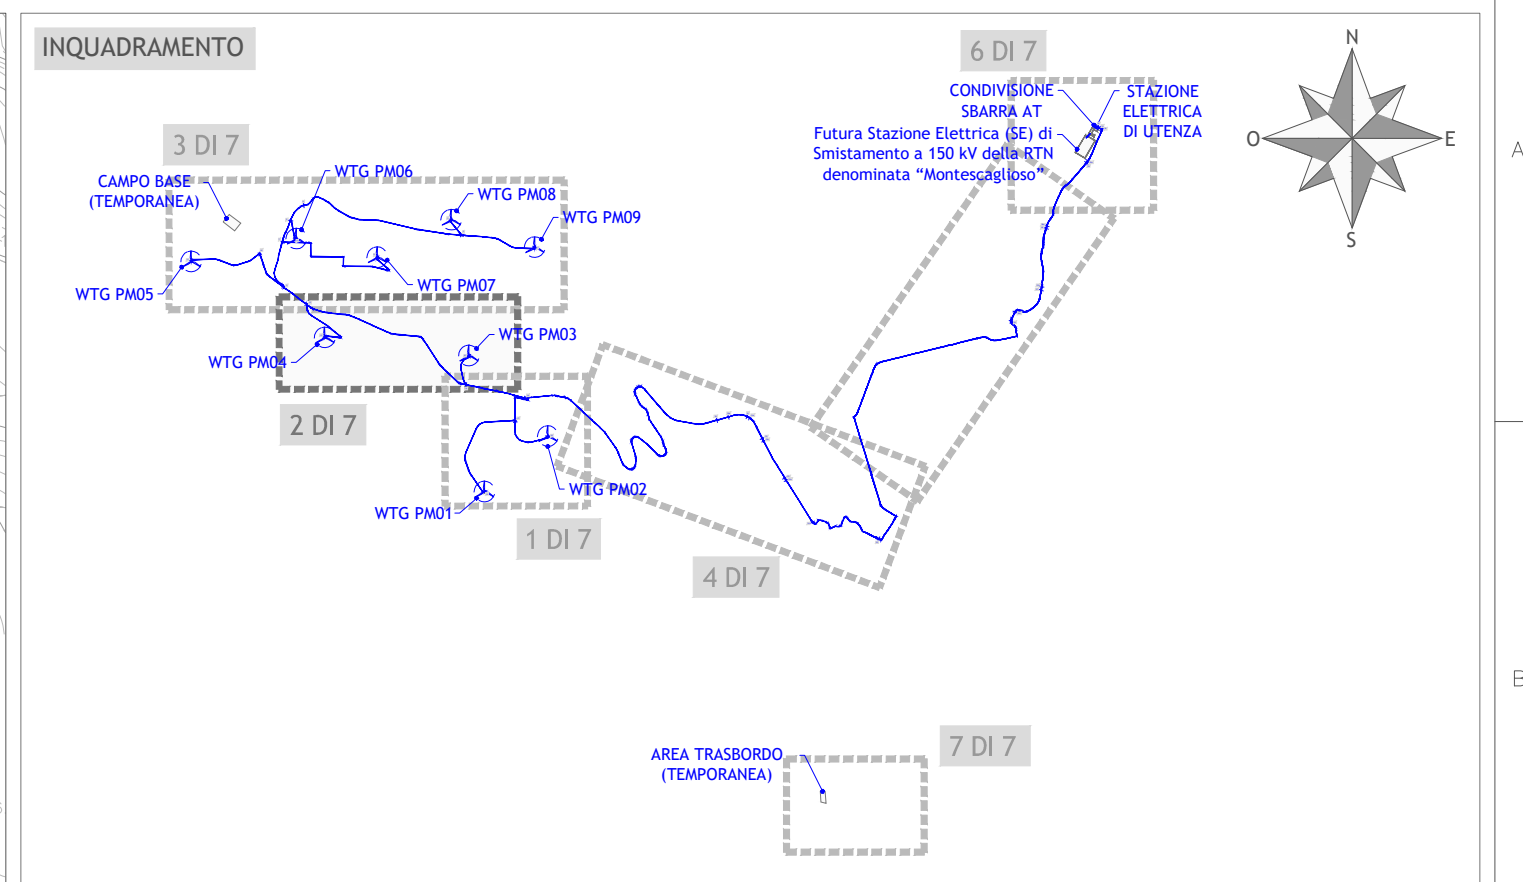 INQUADRAMENTO
6 DI 7
N
CONDIVISIONE
SBARRA AT
STAZIONE
ELETTRICA
DI UTENZA
Futura Stazione Elettrica (SE) di
Smistamento a 150 kV della RTN
denominata “Montescaglioso”
O
E
S
A
3 DI 7
CAMPO BASE
(TEMPORANEA)
WTG PM06
WTG PM08
WTG PM09
WTG PM05
WTG PM07
WTG PM04
WTG PM03
2 DI 7
WTG PM02
WTG PM01
1 DI 7
4 DI 7
B
AREA TRASBORDO
(TEMPORANEA)
7 DI 7